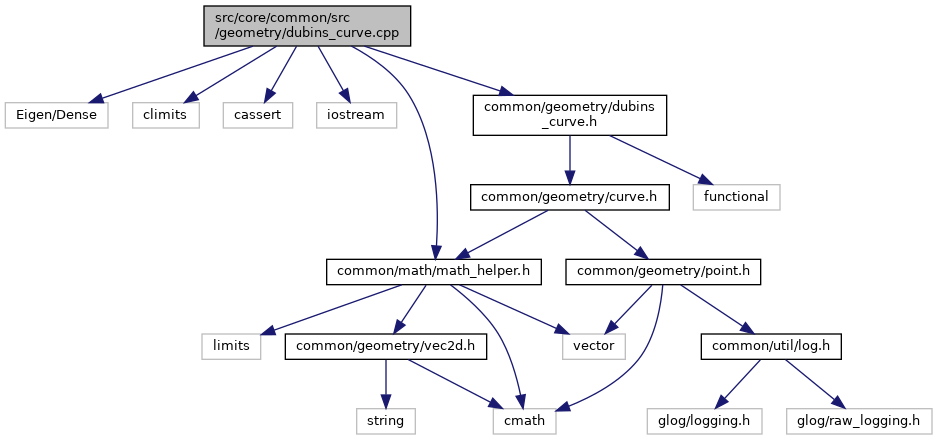 src/core/common/src
/geometry/dubins_curve.cpp
Eigen/Dense
climits
cassert
iostream
common/geometry/dubins
_curve.h
common/geometry/curve.h
functional
common/math/math_helper.h
common/geometry/point.h
limits
common/geometry/vec2d.h
vector
common/util/log.h
string
cmath
glog/logging.h
glog/raw_logging.h